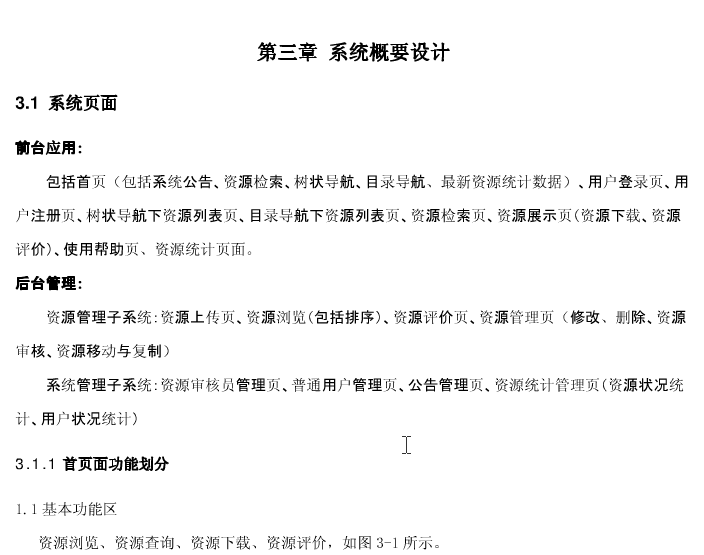 第三章 系统概要设计
3.1 系统页面
前台应用:
包括首页（包括系统公告、资源检索、树状导航、目录导航、最新资源统计数据）、用户登录页、用
户注册页、树状导航下资源列表页、目录导航下资源列表页、资源检索页、资源展示页(资源下载、资源
评价)、使用帮助页、资源统计页面。
后台管理:
资源管理子系统:资源上传页、资源浏览(包括排序)、资源评价页、资源管理页（修改、删除、资源
审核、资源移动与复制）
系统管理子系统:资源审核员管理页、普通用户管理页、公告管理页、资源统计管理页(资源状况统
计、用户状况统计)
3.1.1 首页面功能划分
1.1 基本功能区
资源浏览、资源查询、资源下载、资源评价，如图 3-1 所示。